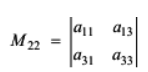 M₂₂ = |a₁₁ a₁₃|
|a₃₁ a₃₃|